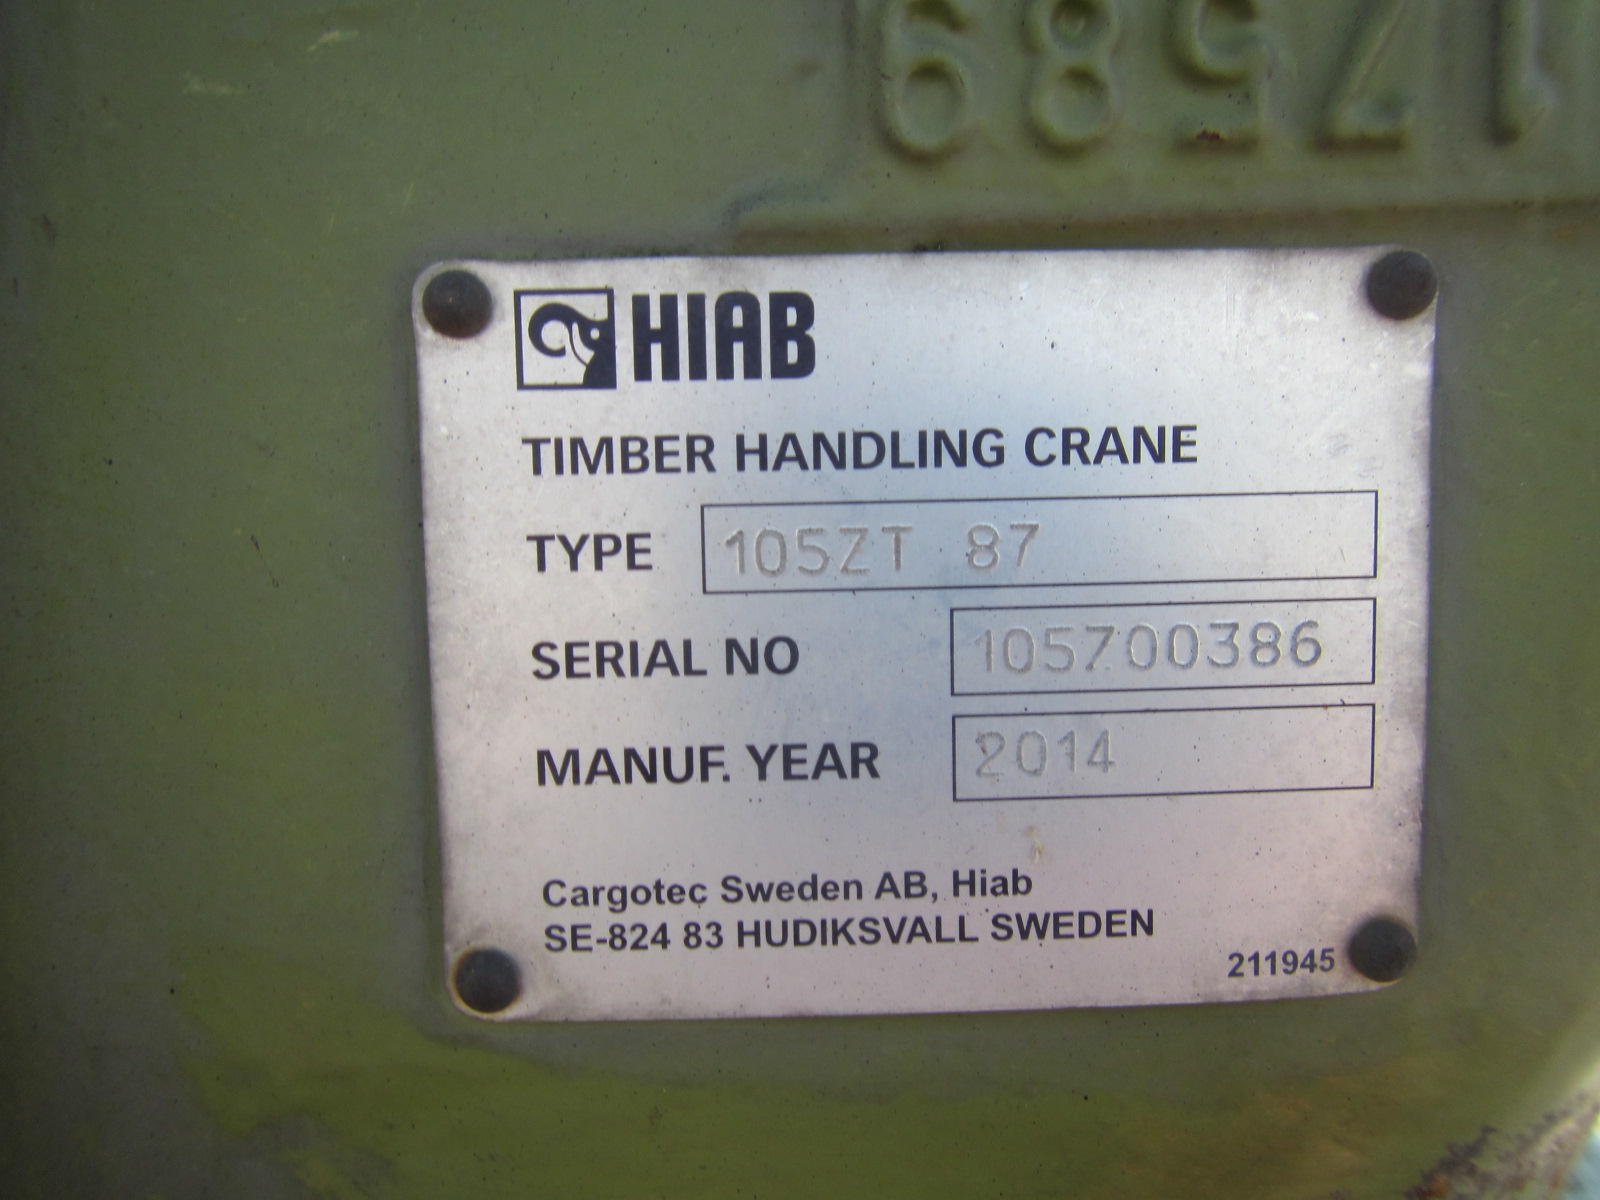 17589
HIAB
TIMBER HANDLING CRANE
TYPE 105ZT 87
SERIAL NO 105Z00386
MANUF. YEAR 2014
Cargotec Sweden AB, Hiab
SE-824 83 HUDIKSVALL SWEDEN
211945